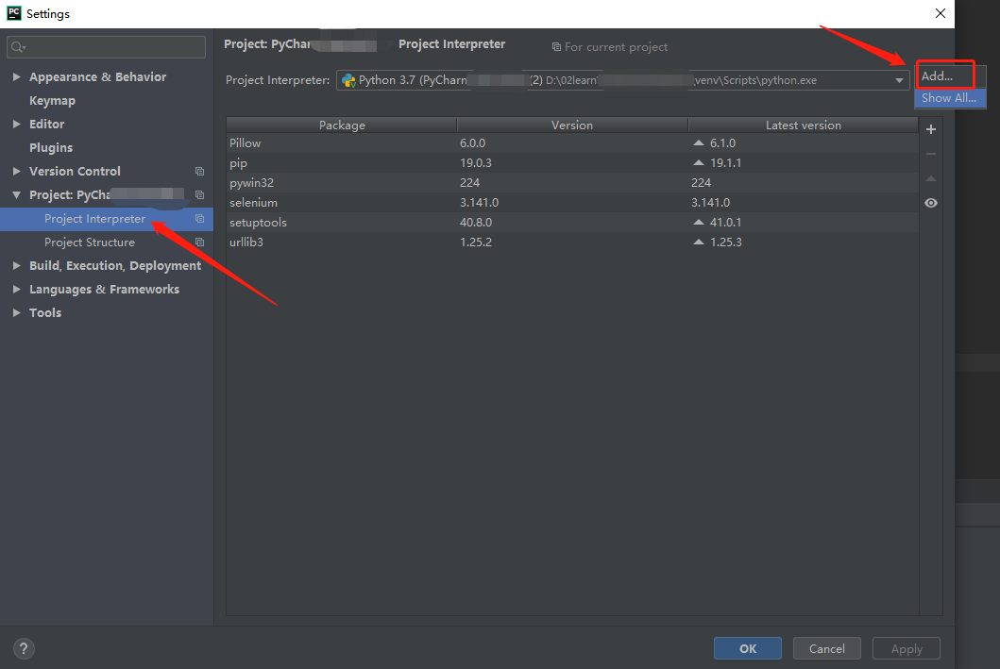 PC Settings
Project: PyChar Project Interpreter For current project
Project Interpreter: Python 3.7 (PyCharm (2) D:\02learn \venv\Scripts\python.exe
Add...
Show All...
Appearance & Behavior
Keymap
Editor
Plugins
Version Control
Project: PyCha
Project Interpreter
Project Structure
Build, Execution, Deployment
Languages & Frameworks
Tools
Package Version Latest version
Pillow 6.0.0 6.1.0
pip 19.0.3 19.1.1
pywin32 224 224
selenium 3.141.0 3.141.0
setuptools 40.8.0 41.0.1
urllib3 1.25.2 1.25.3
? OK Cancel Apply